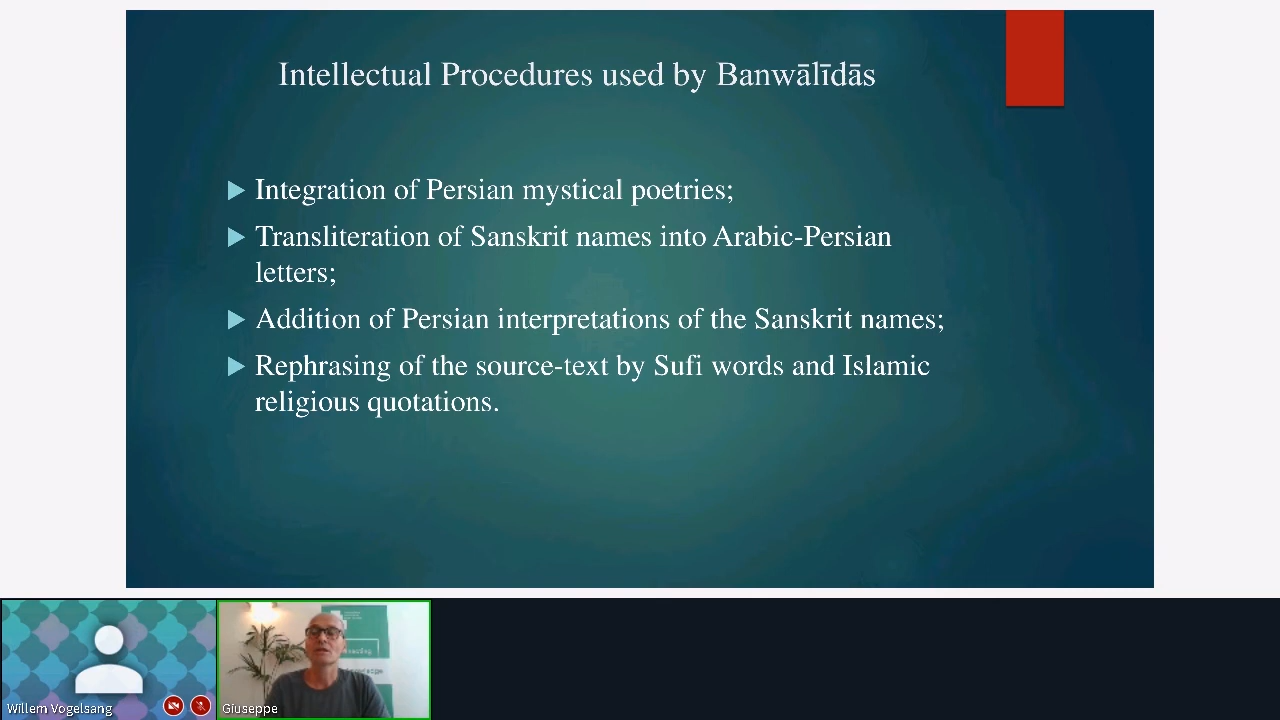 Intellectual Procedures used by Banwālīdās
Integration of Persian mystical poetries;
Transliteration of Sanskrit names into Arabic-Persian
letters;
Addition of Persian interpretations of the Sanskrit names;
Rephrasing of the source-text by Sufi words and Islamic
religious quotations.
Willem Vogelsang
Giuseppe